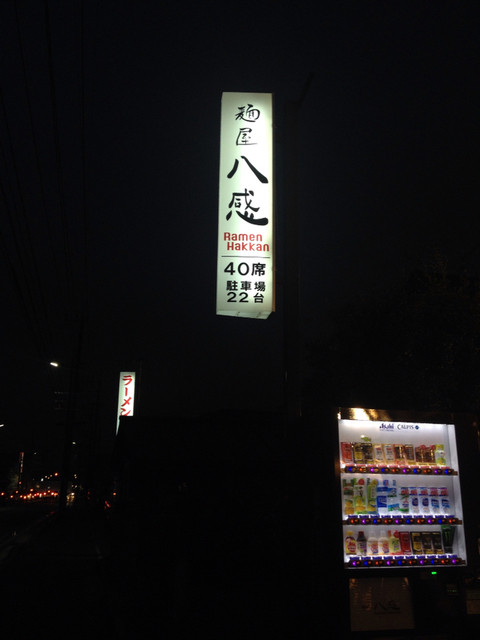 麺屋
八感
Ramen
Hakkan
40席
駐車場
22台
ラーメン
Asahi
CALPIS